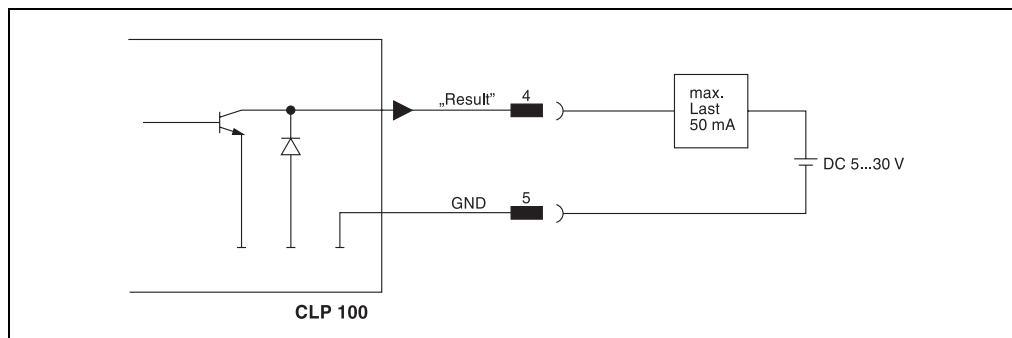 „Result”
4
max.
Last
50 mA
DC 5...30 V
GND
5
CLP 100